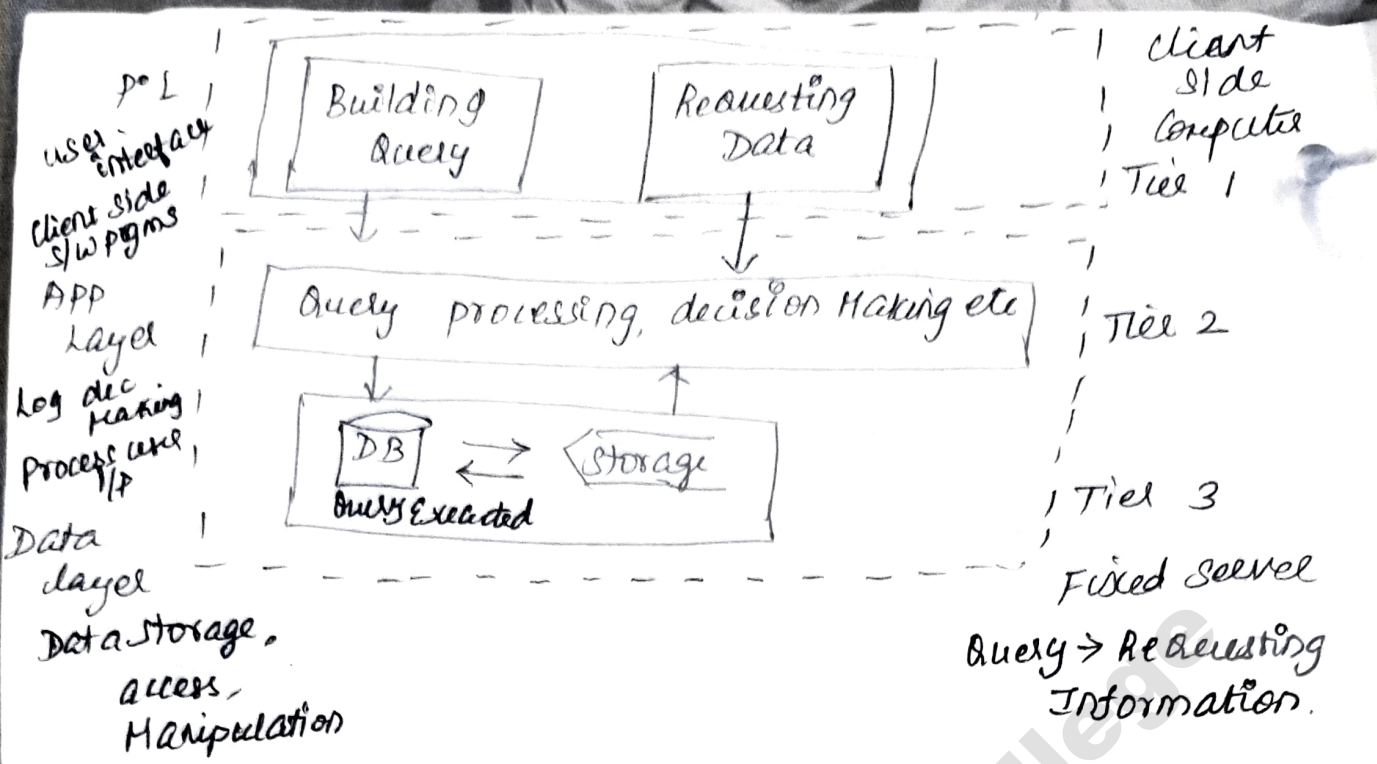 P.L
user interface
Client Side
S/W pgms
APP
Layer
Log dec
Making
Process user
I/P
Data
layer
Data Storage,
access,
Manipulation
Building
Query
Requesting
Data
Query processing, decision Making etc
DB
Storage
Query Executed
Client
Side
Computer
Tier 1
Tier 2
Tier 3
Fixed Server
Query → Requesting
Information.
llege